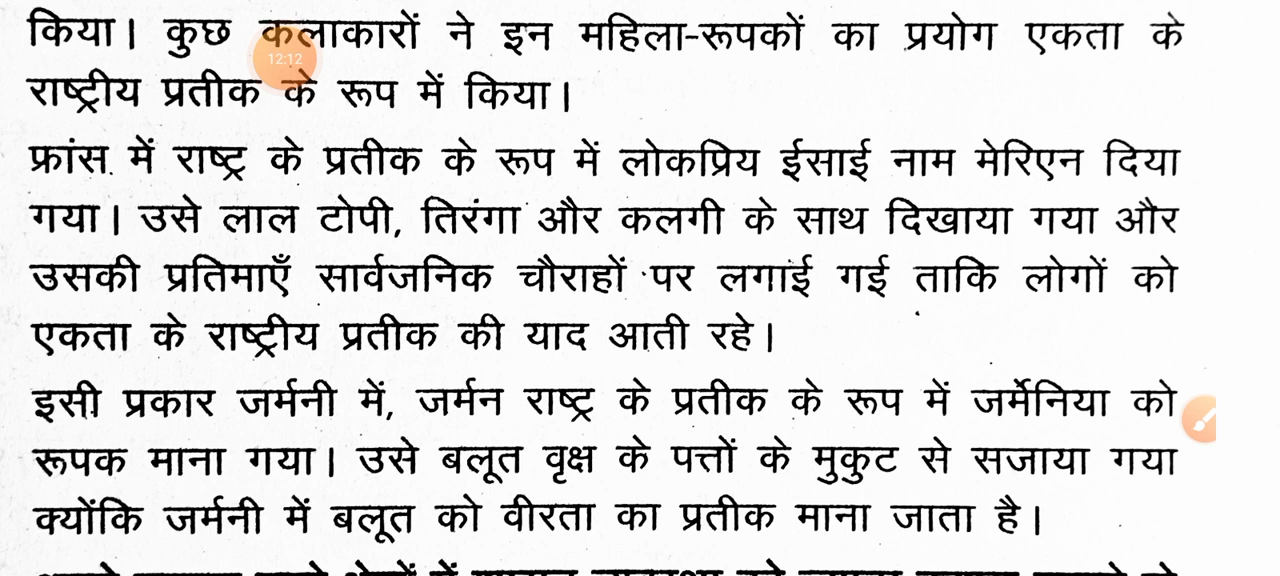 किया। कुछ कलाकारों ने इन महिला-रूपकों का प्रयोग एकता के
12:12
राष्ट्रीय प्रतीक के रूप में किया।
फ्रांस में राष्ट्र के प्रतीक के रूप में लोकप्रिय ईसाई नाम मेरिएन दिया
गया। उसे लाल टोपी, तिरंगा और कलगी के साथ दिखाया गया और
उसकी प्रतिमाएँ सार्वजनिक चौराहों पर लगाई गई ताकि लोगों को
एकता के राष्ट्रीय प्रतीक की याद आती रहे।
इसी प्रकार जर्मनी में, जर्मन राष्ट्र के प्रतीक के रूप में जर्मेनिया को
रूपक माना गया। उसे बलूत वृक्ष के पत्तों के मुकुट से सजाया गया
क्योंकि जर्मनी में बलूत को वीरता का प्रतीक माना जाता है।